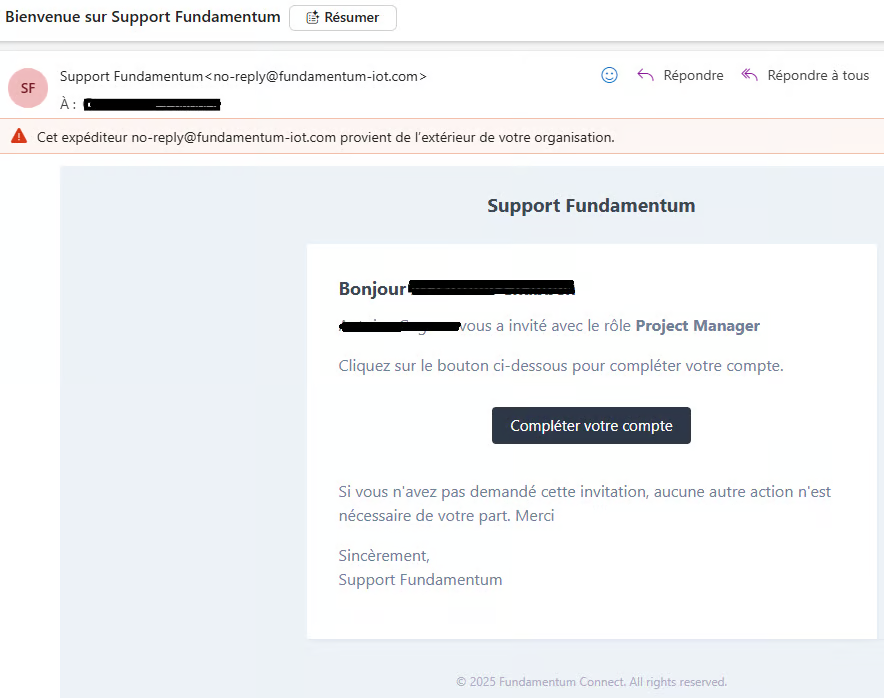 Bienvenue sur Support Fundamentum
Résumer
SF
Support Fundamentum<no-reply@fundamentum-iot.com>
Répondre
Répondre à tous
À :
Cet expéditeur no-reply@fundamentum-iot.com provient de l’extérieur de votre organisation.
Support Fundamentum
Bonjour
vous a invité avec le rôle Project Manager
Cliquez sur le bouton ci-dessous pour compléter votre compte.
Compléter votre compte
Si vous n'avez pas demandé cette invitation, aucune autre action n'est
nécessaire de votre part. Merci
Sincèrement,
Support Fundamentum
© 2025 Fundamentum Connect. All rights reserved.